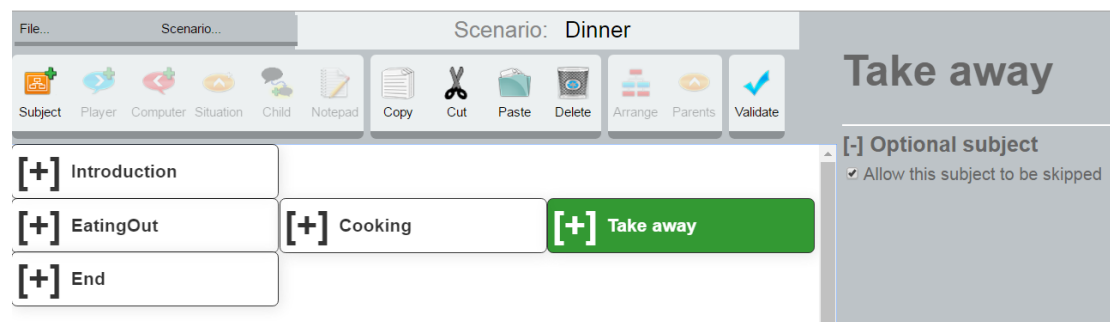 File... Scenario... Scenario: Dinner
Subject Player Computer Situation Child Notepad Copy Cut Paste Delete Arrange Parents Validate
[+] Introduction
[+] EatingOut [+] Cooking [+] Take away
[+] End
Take away
[-] Optional subject
Allow this subject to be skipped